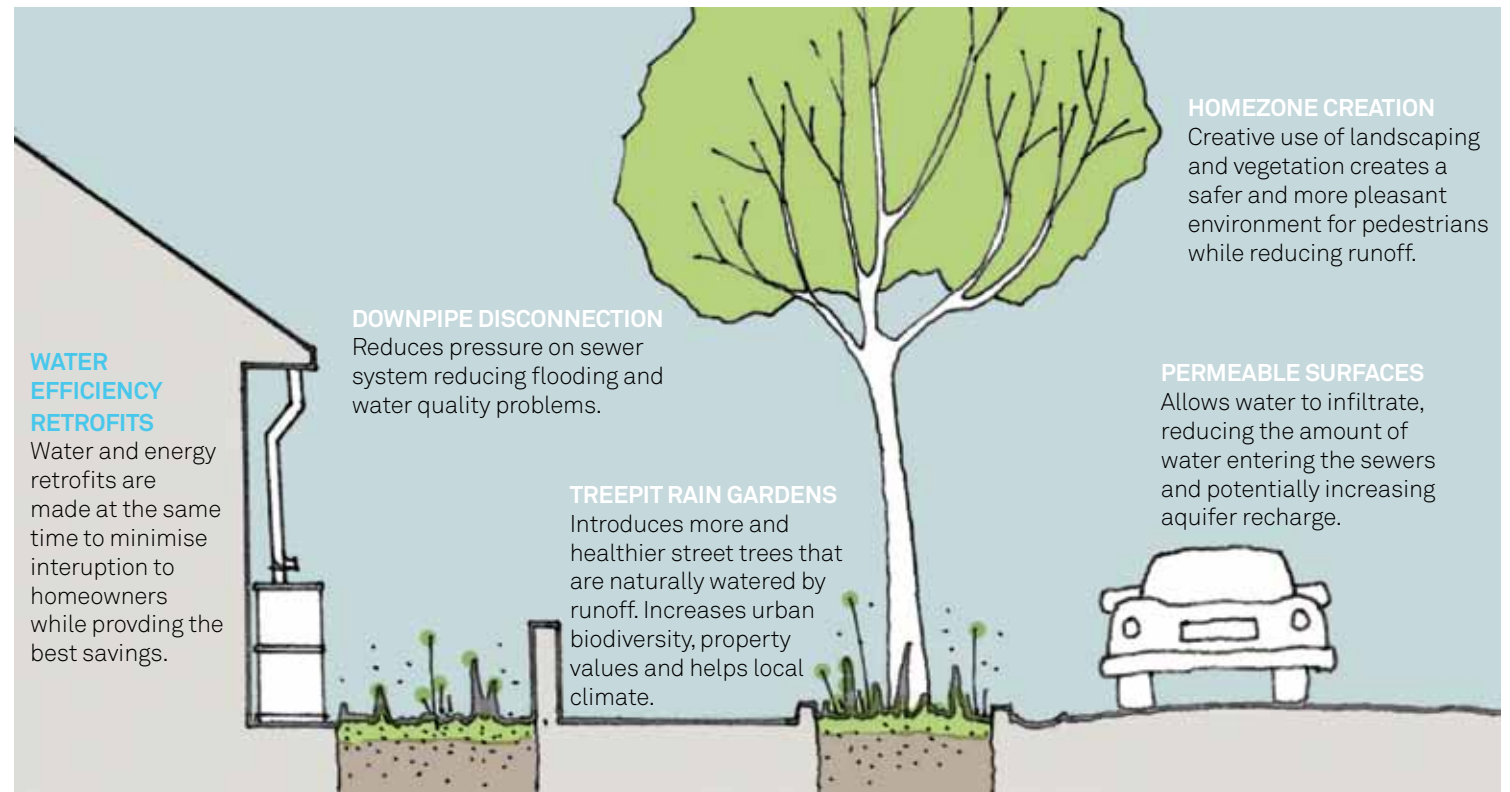 WATER
EFFICIENCY
RETROFITS
Water and energy
retrofits are
made at the same
time to minimise
interuption to
homeowners
while provding the
best savings.
DOWNPIPE DISCONNECTION
Reduces pressure on sewer
system reducing flooding and
water quality problems.
TREEPIT RAIN GARDENS
Introduces more and
healthier street trees that
are naturally watered by
runoff. Increases urban
biodiversity, property
values and helps local
climate.
HOMEZONE CREATION
Creative use of landscaping
and vegetation creates a
safer and more pleasant
environment for pedestrians
while reducing runoff.
PERMEABLE SURFACES
Allows water to infiltrate,
reducing the amount of
water entering the sewers
and potentially increasing
aquifer recharge.